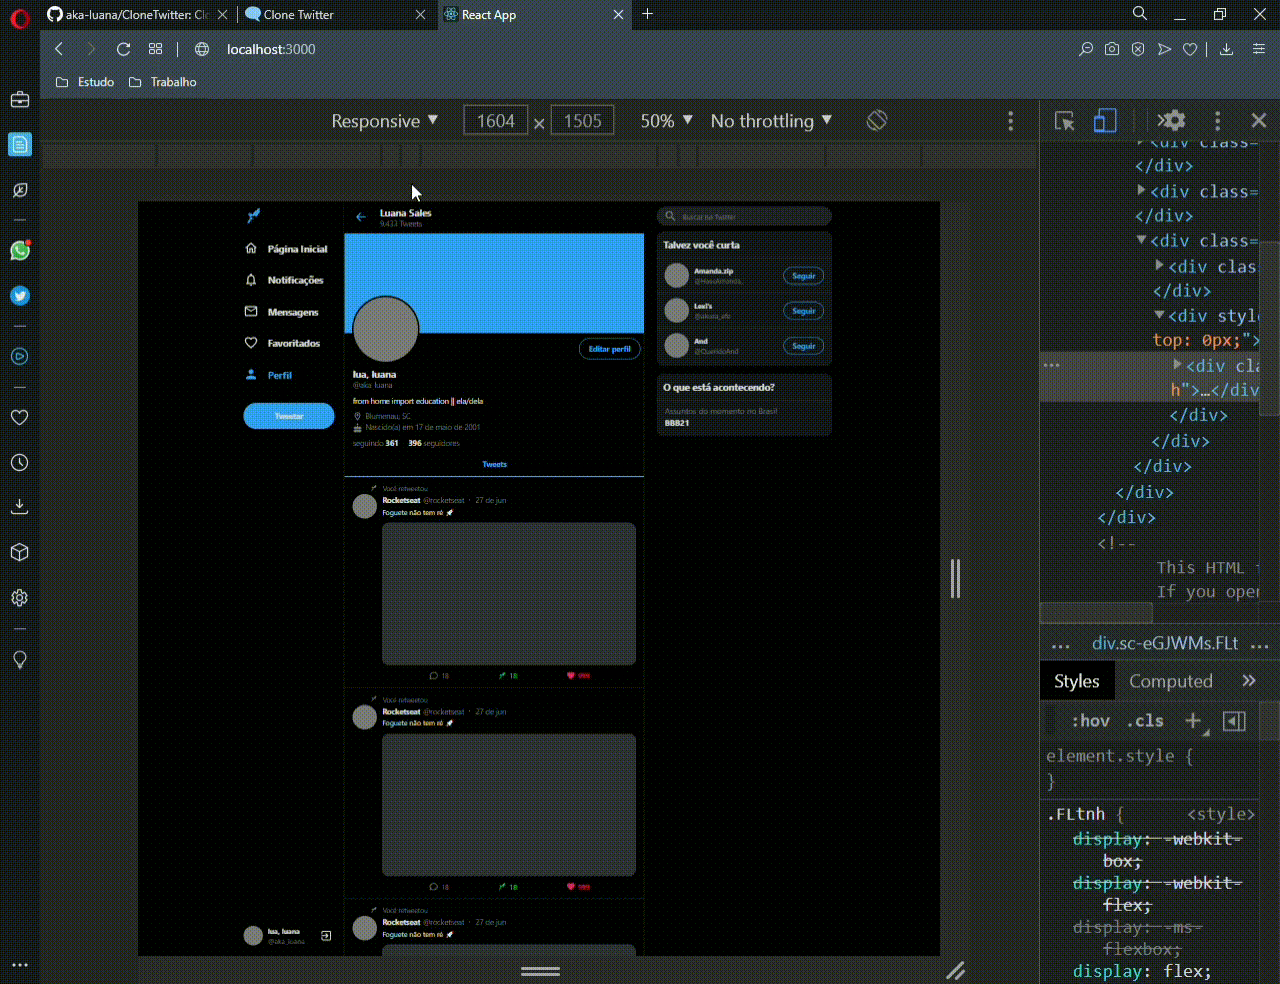 aka-luana/CloneTwitter: Cl
Clone Twitter
React App
localhost:3000
Estudo
Trabalho
Responsive ▼ 1604 × 1505 50% ▼ No throttling ▼
Luana Sales
9.433 Tweets
Página Inicial
Notificações
Mensagens
Favoritados
Perfil
Tweetar
lua, luana
@aka_luana
Editar perfil
lua, luana
@aka_luana
from home import education || ela/dela
Blumenau, SC
Nascido(a) em 17 de maio de 2001
seguindo 361 396 seguidores
Tweets
Você retweetou
Rocketseat @rocketseat · 27 de jun
Foguete não tem ré 🚀
18 18 999
Você retweetou
Rocketseat @rocketseat · 27 de jun
Foguete não tem ré 🚀
18 18 999
Você retweetou
Rocketseat @rocketseat · 27 de jun
Foguete não tem ré 🚀
Buscar na Twitter
Talvez você curta
Amanda.zip
Seguir
Lexi's
@akura_afe
Seguir
And
@QueridoAnd
Seguir
O que está acontecendo?
Assuntos do momento no Brasil
BBB21
<div class=
</div>
<div class=
</div>
<div class=
<div clas
</div>
<div styl
top: 0px;">
<div cla
h">…</div
</div>
</div>
</div>
</div>
</div>
<!--
This HTML f
If you open
... div.sc-eGJWMs.FLt ...
Styles Computed »
:hov .cls +
element.style {
}
.FLtnh { <style>
display: -webkit-
box;
display: -webkit-
flex;
display: -ms-
flexbox;
display: flex;